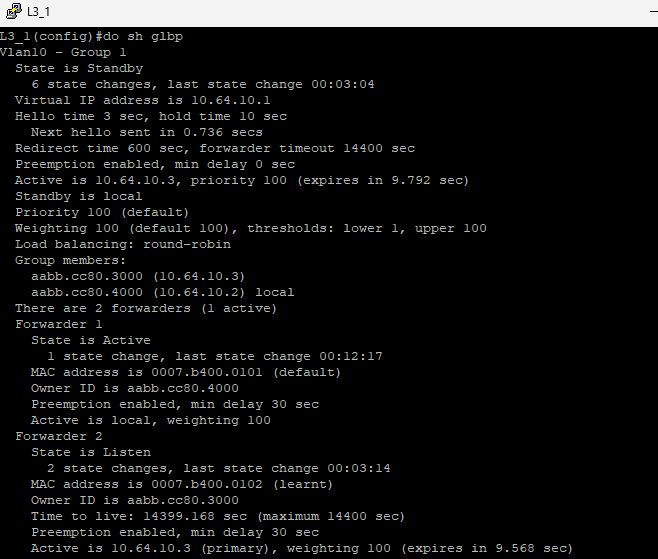 L3_1
L3_1(config)#do sh glbp
Vlan10 - Group 1
  State is Standby
    6 state changes, last state change 00:03:04
  Virtual IP address is 10.64.10.1
  Hello time 3 sec, hold time 10 sec
    Next hello sent in 0.736 secs
  Redirect time 600 sec, forwarder timeout 14400 sec
  Preemption enabled, min delay 0 sec
  Active is 10.64.10.3, priority 100 (expires in 9.792 sec)
  Standby is local
  Priority 100 (default)
  Weighting 100 (default 100), thresholds: lower 1, upper 100
  Load balancing: round-robin
  Group members:
    aabb.cc80.3000 (10.64.10.3)
    aabb.cc80.4000 (10.64.10.2) local
  There are 2 forwarders (1 active)
  Forwarder 1
    State is Active
      1 state change, last state change 00:12:17
    MAC address is 0007.b400.0101 (default)
    Owner ID is aabb.cc80.4000
    Preemption enabled, min delay 30 sec
    Active is local, weighting 100
  Forwarder 2
    State is Listen
      2 state changes, last state change 00:03:14
    MAC address is 0007.b400.0102 (learnt)
    Owner ID is aabb.cc80.3000
    Time to live: 14399.168 sec (maximum 14400 sec)
    Preemption enabled, min delay 30 sec
    Active is 10.64.10.3 (primary), weighting 100 (expires in 9.568 sec)